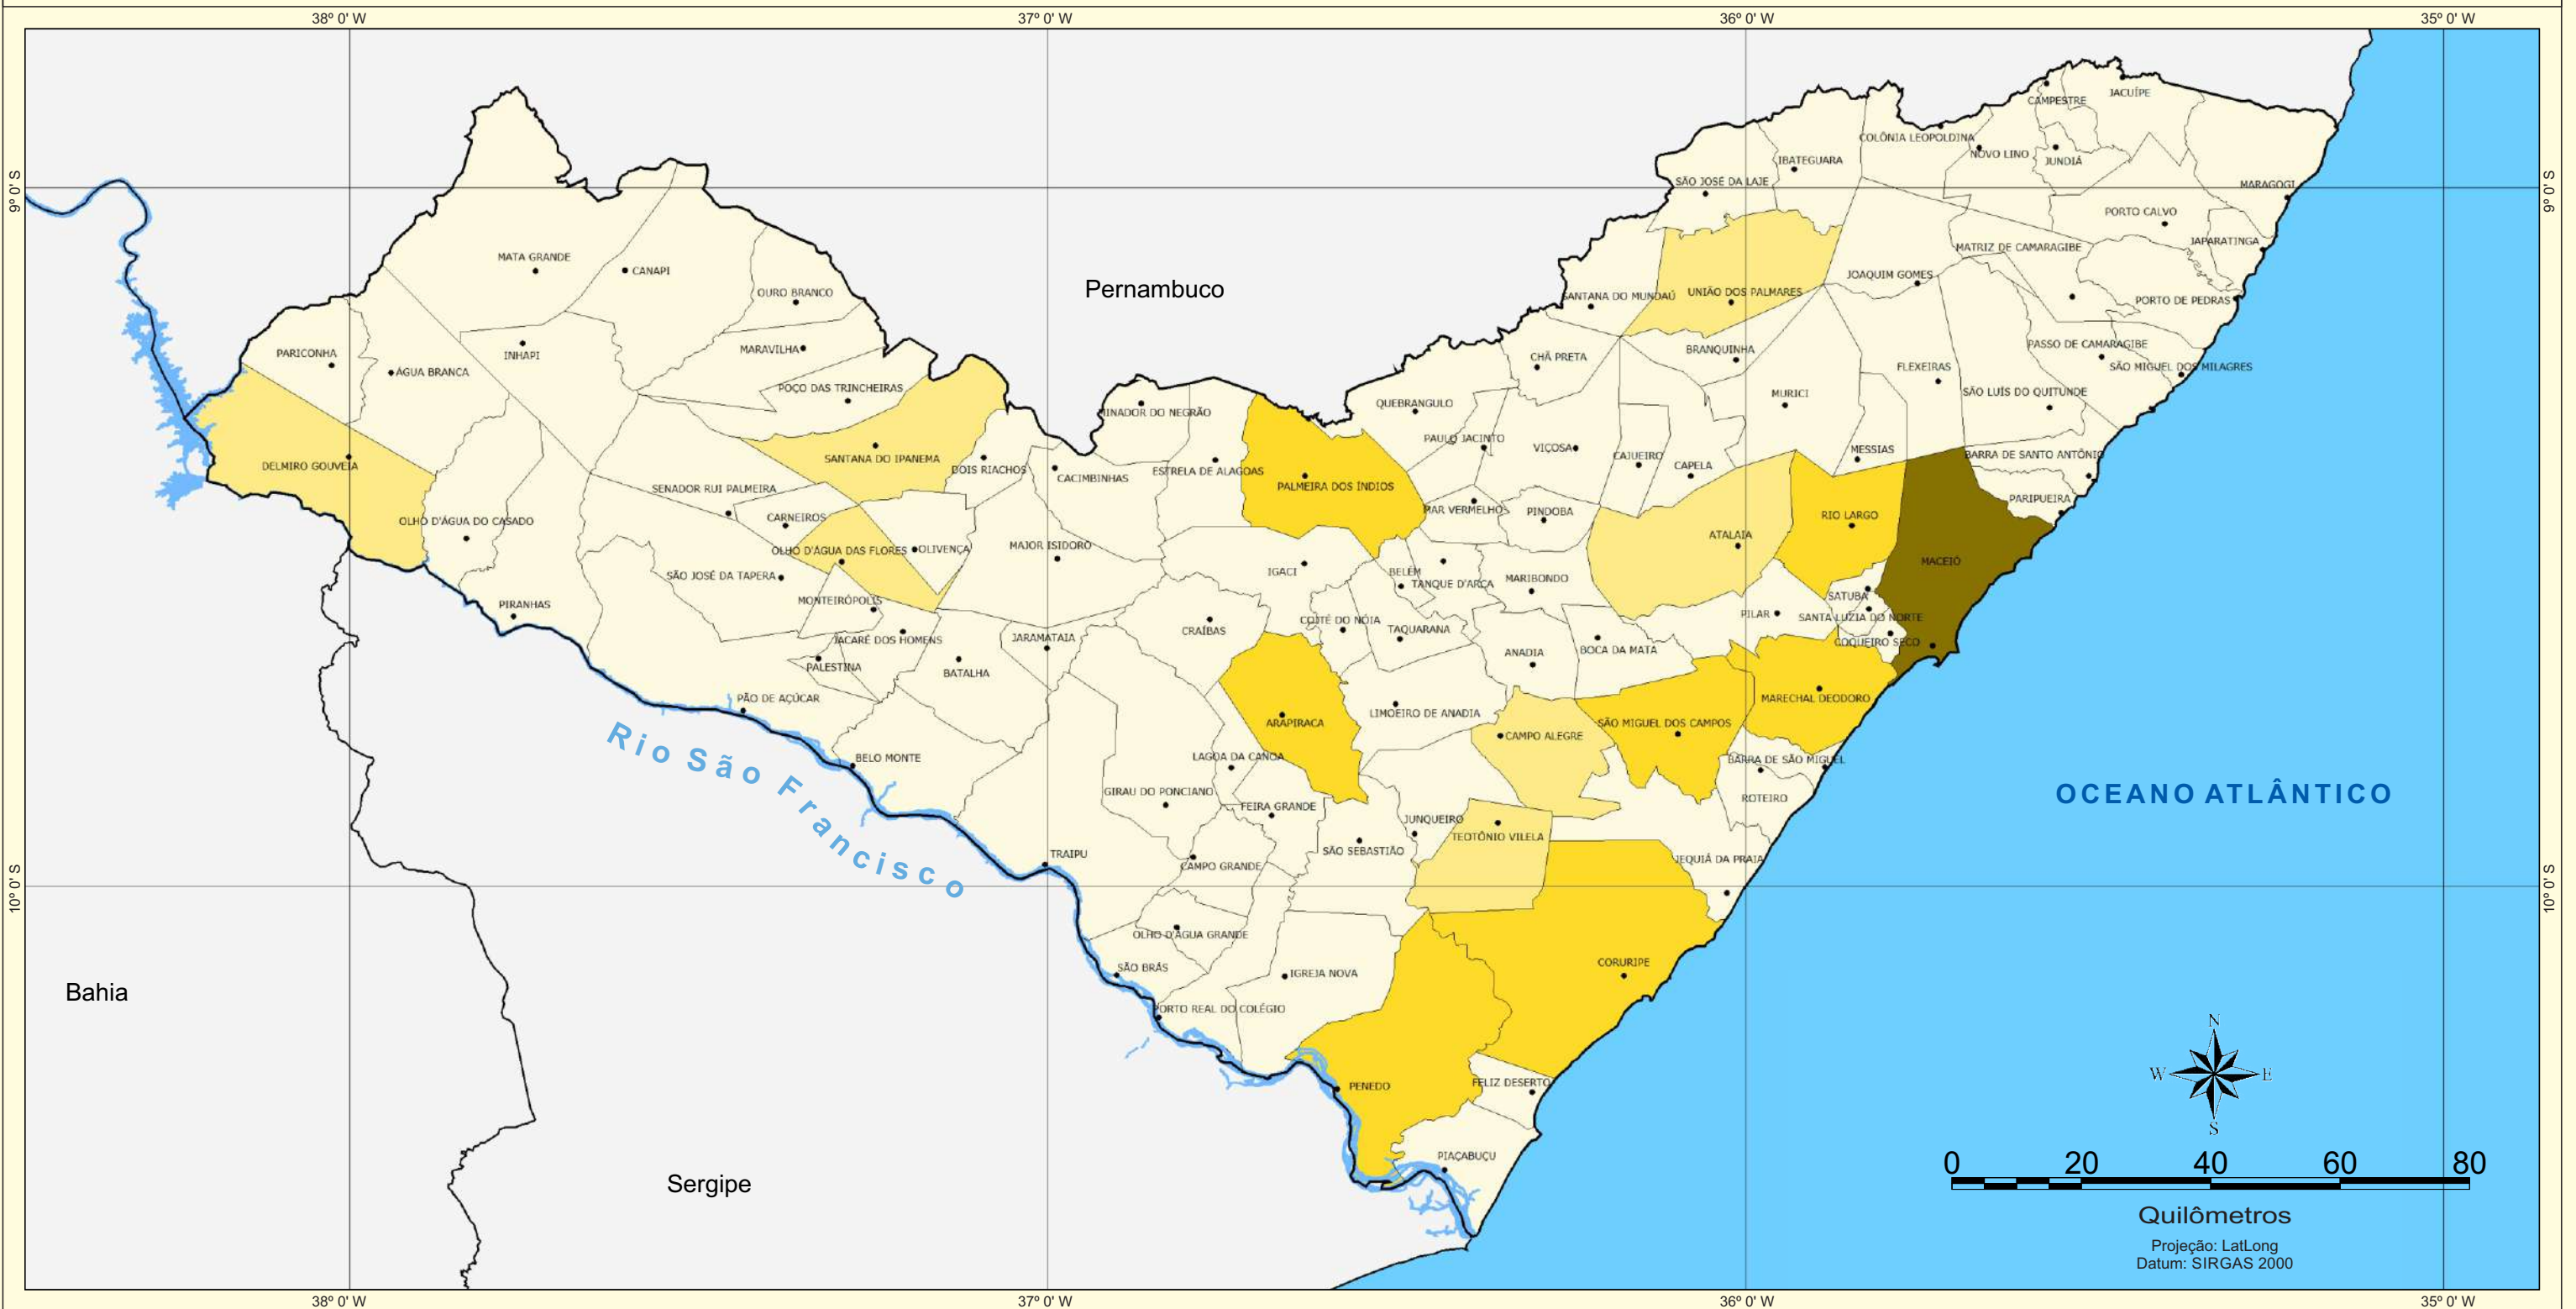 38º 0' W
37º 0' W
36º 0' W
35º 0' W
9º 0' S
9º 0' S
CAMPESTRE
JACUÍPE
COLÔNIA LEOPOLDINA
NOVO LINO
JUNDIÁ
IBATEGUARA
SÃO JOSÉ DA LAJE
MARAGOGI
PORTO CALVO
JAPARATINGA
MATRIZ DE CAMARAGIBE
MATA GRANDE
CANAPI
JOAQUIM GOMES
Pernambuco
OURO BRANCO
SANTANA DO MUNDAÚ
UNIÃO DOS PALMARES
PORTO DE PEDRAS
PARICONHA
INHAPI
MARAVILHA
ÁGUA BRANCA
CHÃ PRETA
BRANQUINHA
PASSO DE CAMARAGIBE
FLEXEIRAS
SÃO MIGUEL DOS MILAGRES
POÇO DAS TRINCHEIRAS
MURICI
SÃO LUÍS DO QUITUNDE
MINADOR DO NEGRÃO
QUEBRANGULO
PAULO JACINTO
VIÇOSA
MESSIAS
DELMIRO GOUVEIA
SANTANA DO IPANEMA
DOIS RIACHOS
CACIMBINHAS
ESTRELA DE ALAGOAS
CAJUEIRO
CAPELA
BARRA DE SANTO ANTÔNIO
SENADOR RUI PALMEIRA
PALMEIRA DOS ÍNDIOS
PARIPUEIRA
OLHO D'ÁGUA DO CASADO
CARNEIROS
MAR VERMELHO
PINDOBA
RIO LARGO
ATALAIA
OLHO D'ÁGUA DAS FLORES
OLIVENÇA
MAJOR ISIDORO
MACEIÓ
SÃO JOSÉ DA TAPERA
IGACI
BELÉM
TANQUE D'ARCA
MARIBONDO
PIRANHAS
MONTEIRÓPOLIS
SATUBA
PILAR
SANTA LUZIA DO NORTE
CRAÍBAS
COITÉ DO NÓIA
TAQUARANA
JACARÉ DOS HOMENS
JARAMATAIA
COQUEIRO SECO
PALESTINA
BATALHA
ANADIA
BOCA DA MATA
PÃO DE AÇÚCAR
MARECHAL DEODORO
ARAPIRACA
LIMOEIRO DE ANADIA
SÃO MIGUEL DOS CAMPOS
CAMPO ALEGRE
Rio São Francisco
BELO MONTE
LAGOA DA CANOA
BARRA DE SÃO MIGUEL
GIRAU DO PONCIANO
ROTEIRO
OCEANO ATLÂNTICO
FEIRA GRANDE
JUNQUEIRO
TEOTÔNIO VILELA
TRAIPU
SÃO SEBASTIÃO
JEQUIÁ DA PRAIA
CAMPO GRANDE
10º 0' S
10º 0' S
OLHO D'ÁGUA GRANDE
SÃO BRÁS
IGREJA NOVA
CORURIPE
Bahia
PORTO REAL DO COLÉGIO
PENEDO
FELIZ DESERTO
PIAÇABUÇU
Sergipe
N
W
E
S
0 20 40 60 80
Quilômetros
Projeção: LatLong
Datum: SIRGAS 2000
38º 0' W
37º 0' W
36º 0' W
35º 0' W